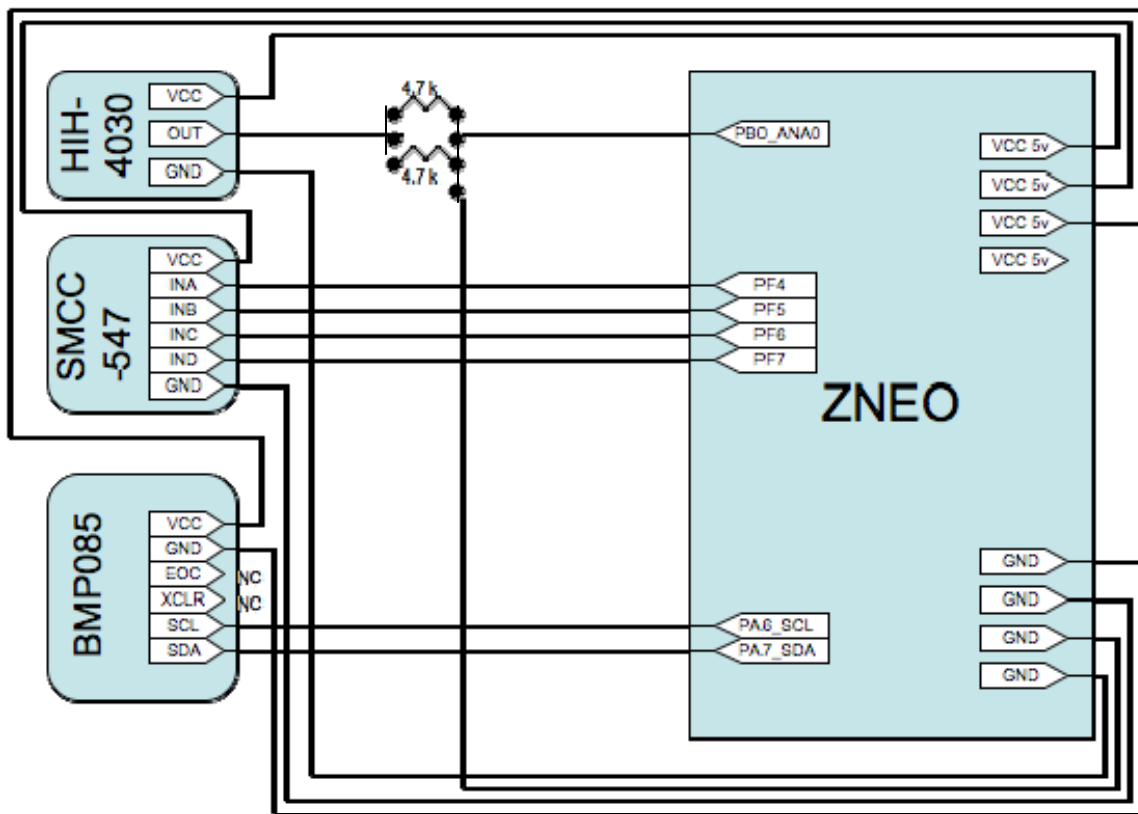 HIH-
4030
VCC
OUT
GND
4.7 k
4.7 k
PB0_ANA0
VCC 5v
VCC 5v
VCC 5v
VCC 5v
SMCC
-547
VCC
INA
INB
INC
IND
GND
PF4
PF5
PF6
PF7
ZNEO
BMP085
VCC
GND
EOC
NC
XCLR
NC
SCL
SDA
PA6_SCL
PA7_SDA
GND
GND
GND
GND